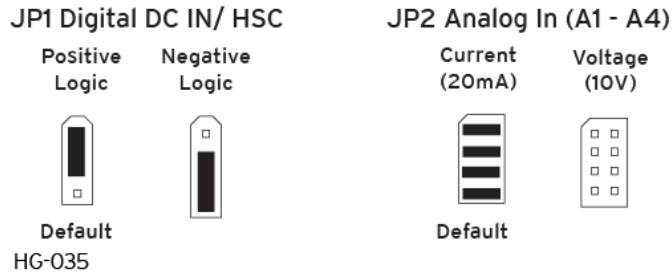 JP1 Digital DC IN/ HSC
Positive Logic
Negative Logic
Default
HG-035
JP2 Analog In (A1 - A4)
Current (20mA)
Voltage (10V)
Default